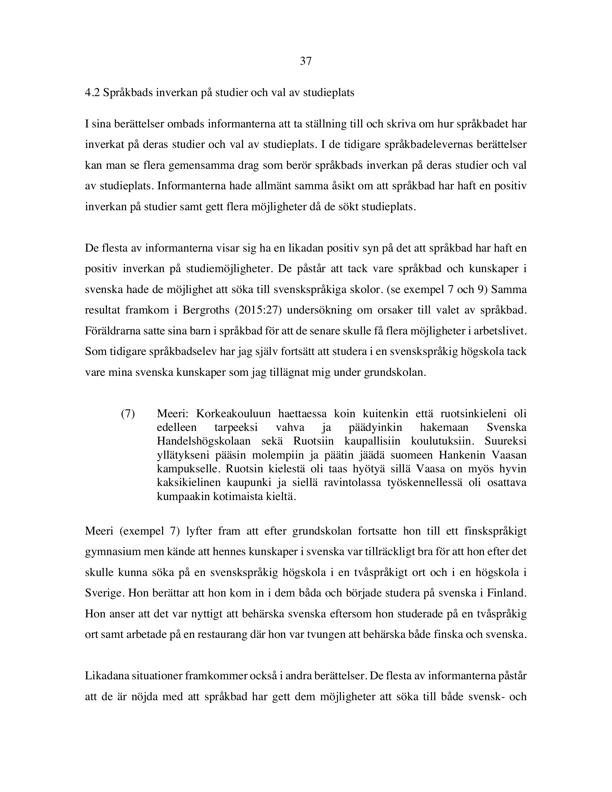 37
4.2 Språkbads inverkan på studier och val av studieplats
I sina berättelser ombads informanterna att ta ställning till och skriva om hur språkbadet har
inverkat på deras studier och val av studieplats. I de tidigare språkbadelevernas berättelser
kan man se flera gemensamma drag som berör språkbads inverkan på deras studier och val
av studieplats. Informanterna hade allmänt samma åsikt om att språkbad har haft en positiv
inverkan på studier samt gett flera möjligheter då de sökt studieplats.
De flesta av informanterna visar sig ha en likadan positiv syn på det att språkbad har haft en
positiv inverkan på studiemöjligheter. De påstår att tack vare språkbad och kunskaper i
svenska hade de möjlighet att söka till svenskspråkiga skolor. (se exempel 7 och 9) Samma
resultat framkom i Bergroths (2015:27) undersökning om orsaker till valet av språkbad.
Föräldrarna satte sina barn i språkbad för att de senare skulle få flera möjligheter i arbetslivet.
Som tidigare språkbadselev har jag själv fortsätt att studera i en svenskspråkig högskola tack
vare mina svenska kunskaper som jag tillägnat mig under grundskolan.
(7) Meeri: Korkeakouluun haettaessa koin kuitenkin että ruotsinkieleni oli
edelleen tarpeeksi vahva ja päädyinkin hakemaan Svenska
Handelshögskolaan sekä Ruotsiin kaupallisiin koulutuksiin. Suureksi
yllätykseni pääsin molempiin ja päätin jäädä suomeen Hankenin Vaasan
kampukselle. Ruotsin kielestä oli taas hyötyä sillä Vaasa on myös hyvin
kaksikielinen kaupunki ja siellä ravintolassa työskennellessä oli osattava
kumpaakin kotimaista kieltä.
Meeri (exempel 7) lyfter fram att efter grundskolan fortsatte hon till ett finskspråkigt
gymnasium men kände att hennes kunskaper i svenska var tillräckligt bra för att hon efter det
skulle kunna söka på en svenskspråkig högskola i en tvåspråkigt ort och i en högskola i
Sverige. Hon berättar att hon kom in i dem båda och började studera på svenska i Finland.
Hon anser att det var nyttigt att behärska svenska eftersom hon studerade på en tvåspråkig
ort samt arbetade på en restaurang där hon var tvungen att behärska både finska och svenska.
Likadana situationer framkommer också i andra berättelser. De flesta av informanterna påstår
att de är nöjda med att språkbad har gett dem möjligheter att söka till både svensk- och